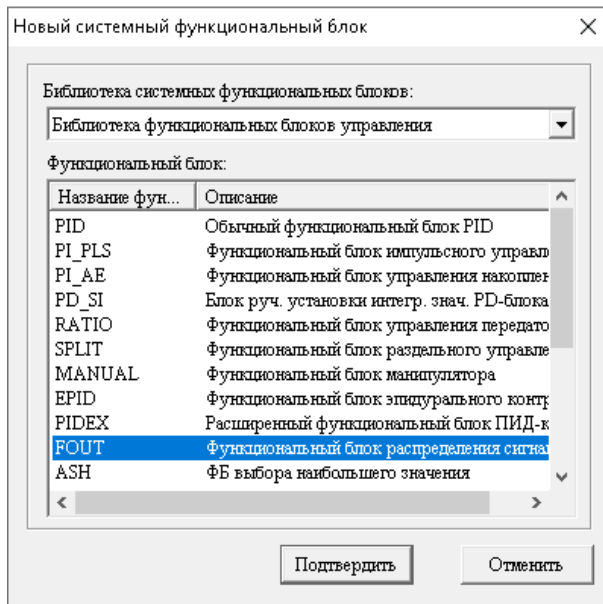 Новый системный функциональный блок
Библиотека системных функциональных блоков:
Библиотека функциональных блоков управления
Функциональный блок:
Название фун... Описание
PID Обычный функциональный блок PID
PI_PLS Функциональный блок импульсного управл
PI_AE Функциональный блок управления накоплен
PD_SI Блок руч. установки интегр. знач. PD-блока
RATIO Функциональный блок управления передато
SPLIT Функциональный блок раздельного управле
MANUAL Функциональный блок манипулятора
EPID Функциональный блок эпидурального контр
PIDEX Расширенный функциональный блок ПИД-к
FOUT Функциональный блок распределения сигнал
ASH ФБ выбора наибольшего значения
Подтвердить Отменить